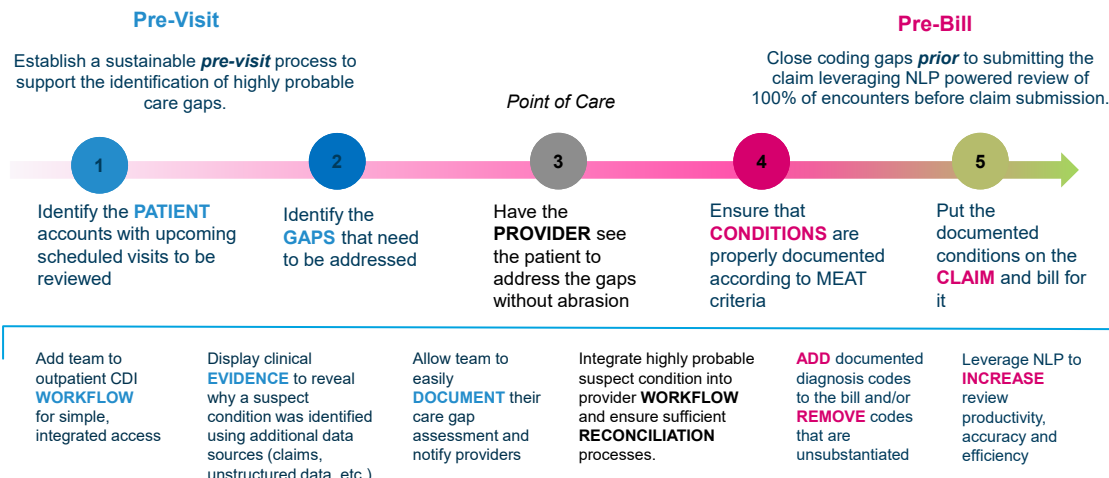 Pre-Visit
Establish a sustainable pre-visit process to
support the identification of highly probable
care gaps.
Point of Care
Pre-Bill
Close coding gaps prior to submitting the
claim leveraging NLP powered review of
100% of encounters before claim submission.
1
2
3
4
5
Identify the PATIENT
accounts with upcoming
scheduled visits to be
reviewed
Identify the
GAPS that need
to be addressed
Have the
PROVIDER see
the patient to
address the gaps
without abrasion
Ensure that
CONDITIONS are
properly documented
according to MEAT
criteria
Put the
documented
conditions on the
CLAIM and bill for
it
Add team to
outpatient CDI
WORKFLOW
for simple,
integrated access
Display clinical
EVIDENCE to reveal
why a suspect
condition was identified
using additional data
sources (claims,
unstructured data, etc.)
Allow team to
easily
DOCUMENT their
care gap
assessment and
notify providers
Integrate highly probable
suspect condition into
provider WORKFLOW
and ensure sufficient
RECONCILIATION
processes.
ADD documented
diagnosis codes
to the bill and/or
REMOVE codes
that are
unsubstantiated
Leverage NLP to
INCREASE
review
productivity,
accuracy and
efficiency